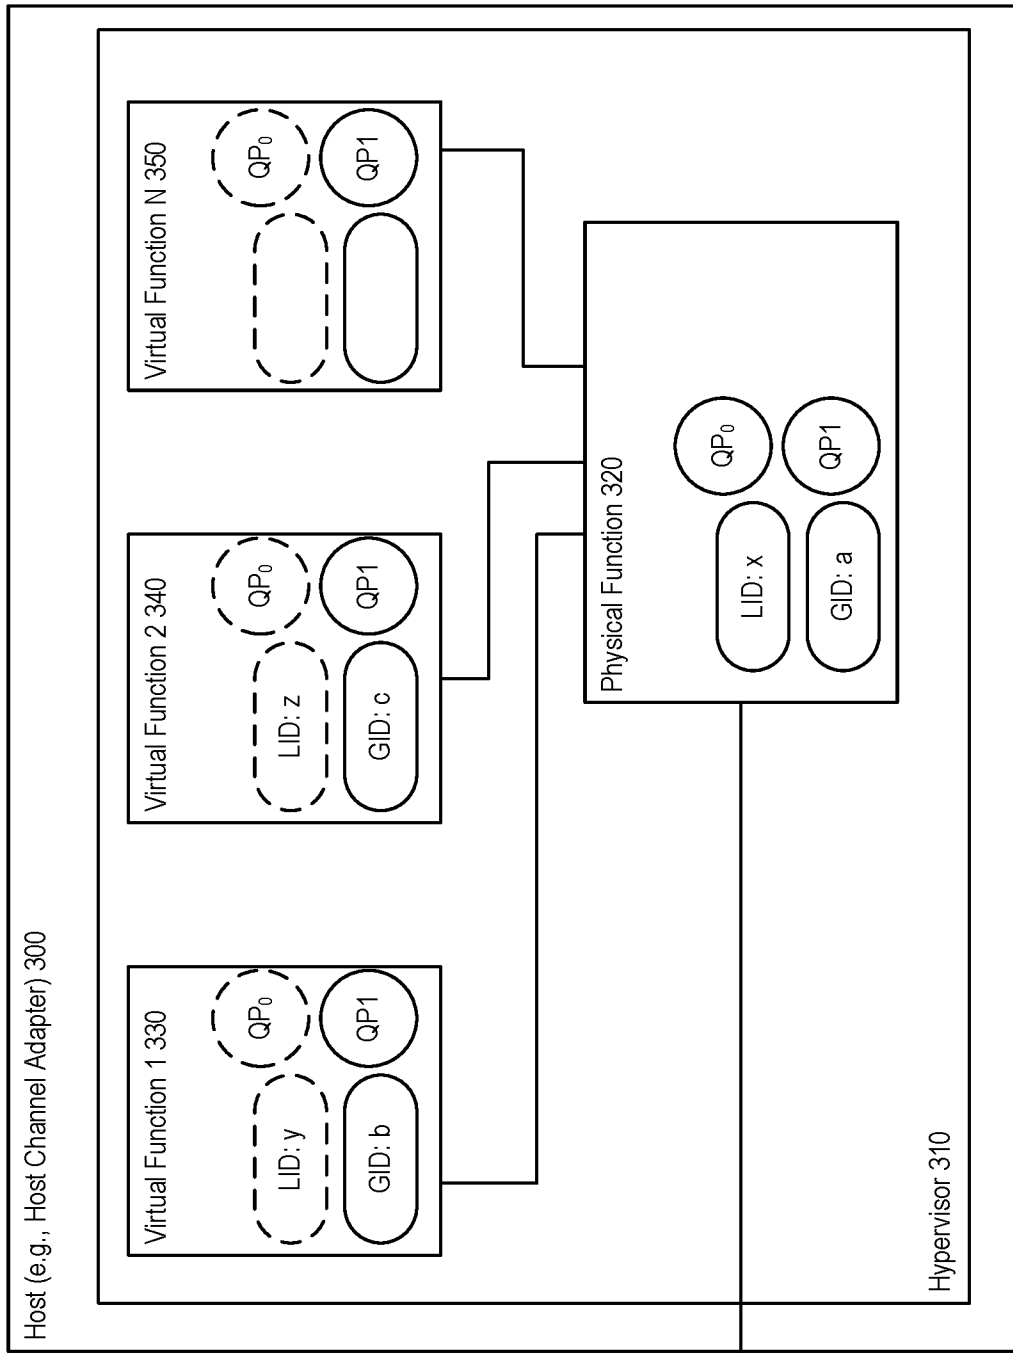 Host (e.g., Host Channel Adapter) 300
Virtual Function 1 330
QP0
LID: y
QP1
GID: b
Virtual Function 2 340
QP0
LID: z
QP1
GID: c
Virtual Function N 350
QP0
QP1
Physical Function 320
LID: x
QP0
GID: a
QP1
Hypervisor 310